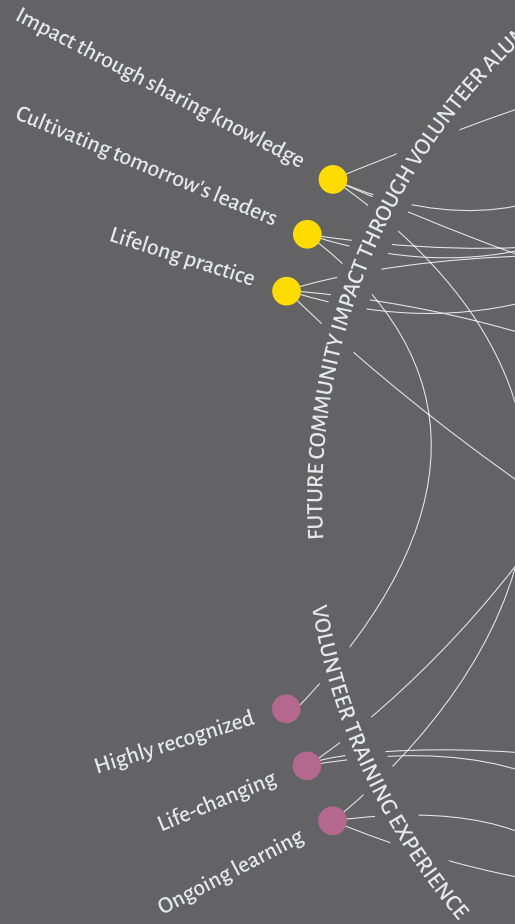 Impact through sharing knowledge
Cultivating tomorrow's leaders
Lifelong practice
FUTURE COMMUNITY IMPACT THROUGH VOLUNTEER
VOLUNTEER TRAINING EXPERIENCE
Highly recognized
Life-changing
Ongoing learning